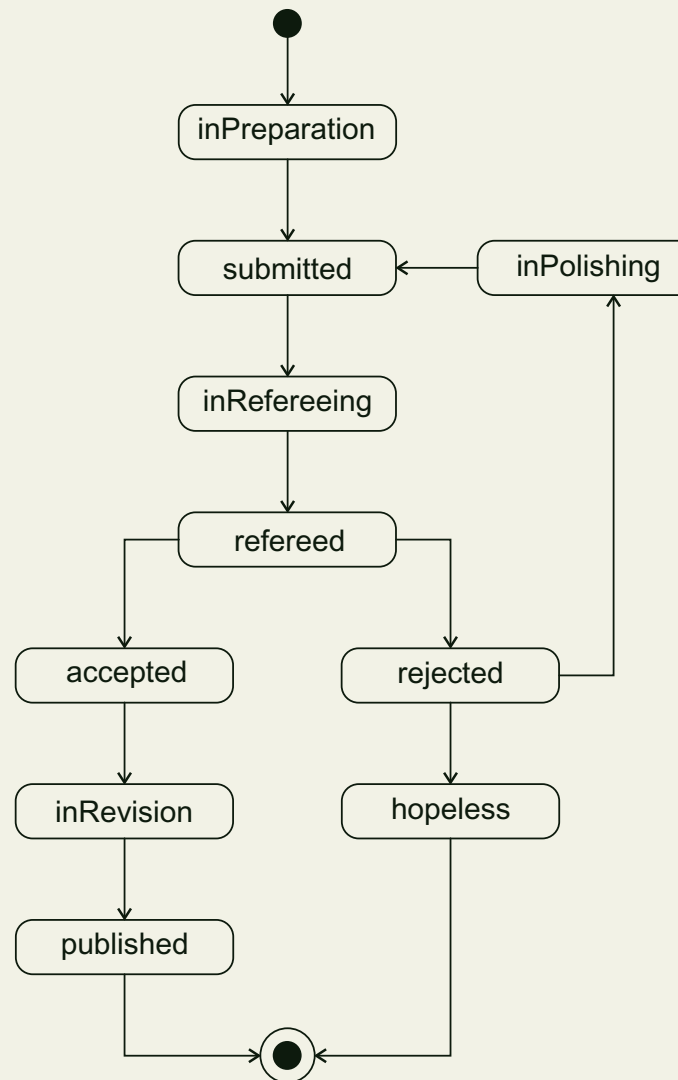 inPreparation
submitted
inPolishing
inRefereeing
refereed
accepted
rejected
inRevision
hopeless
published